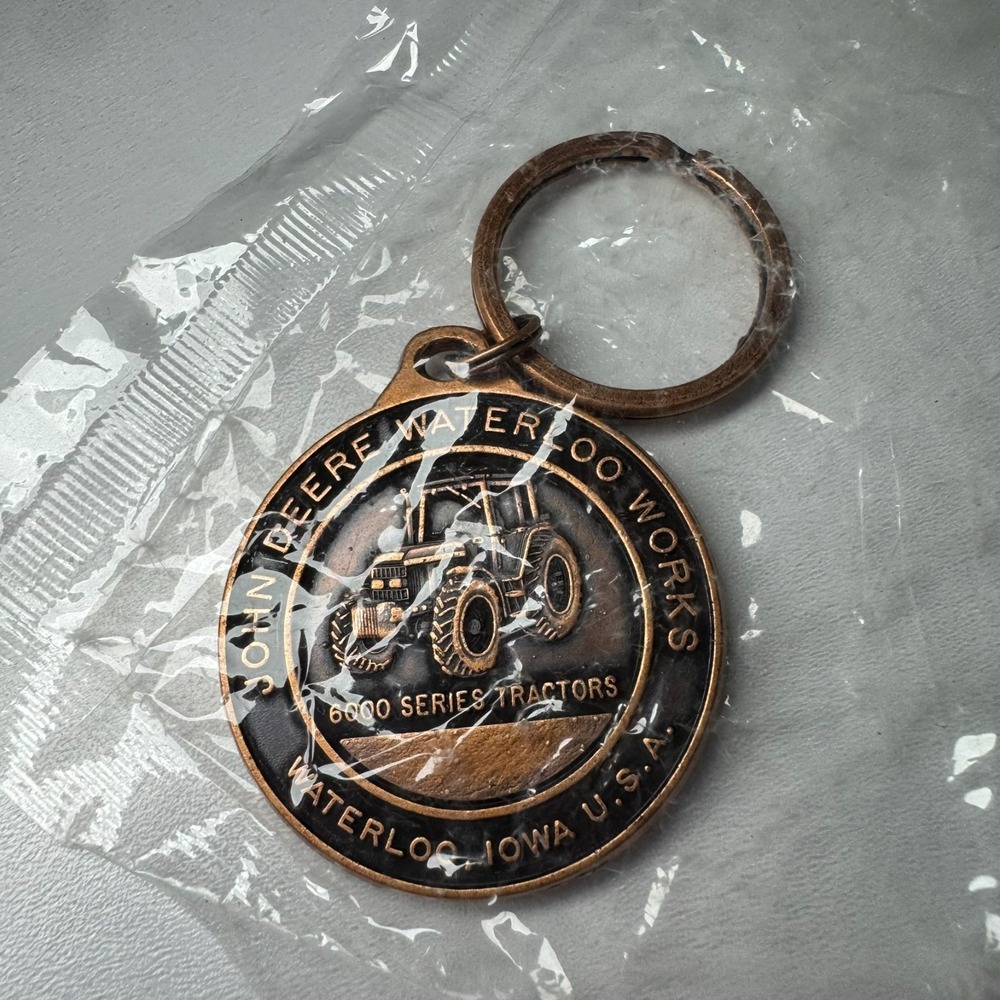 JOHN DEERE WATERLOO WORKS
6000 SERIES TRACTORS
WATERLOO, IOWA U.S.A.